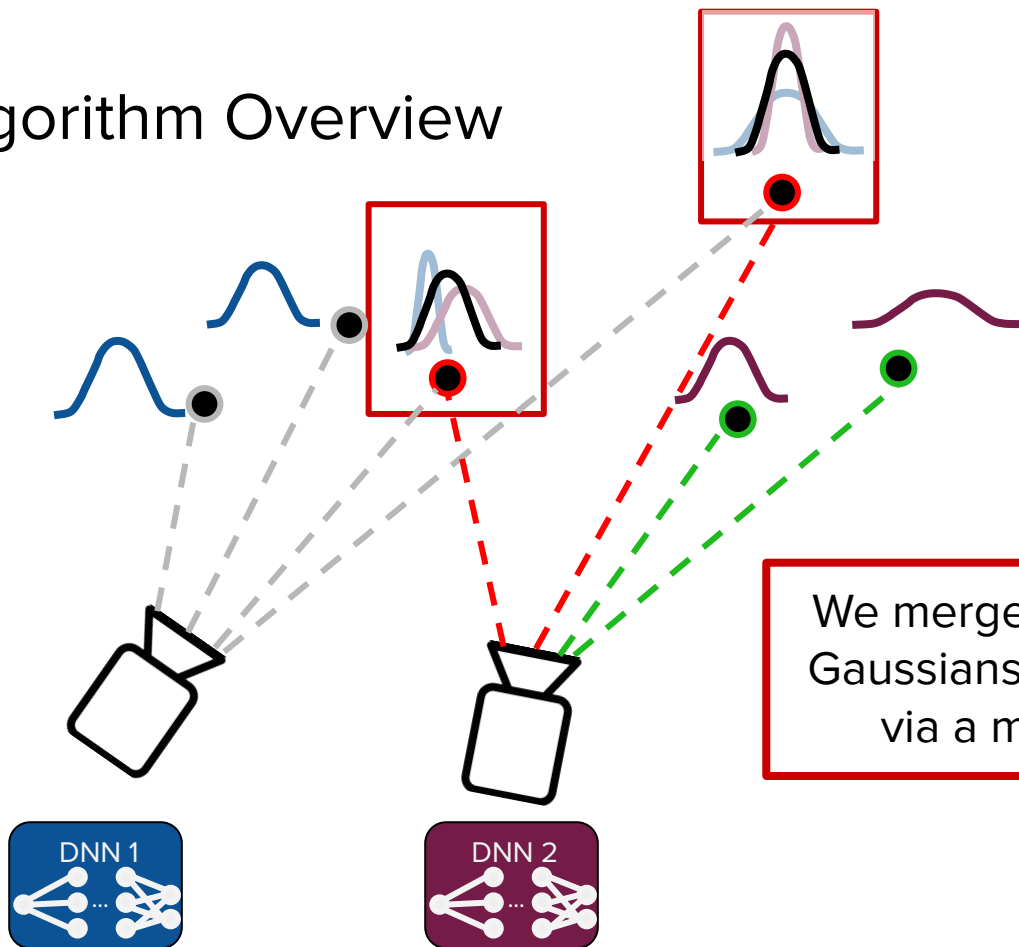 gorithm Overview
We merge
Gaussians
via a m
DNN 1
...
DNN 2
...